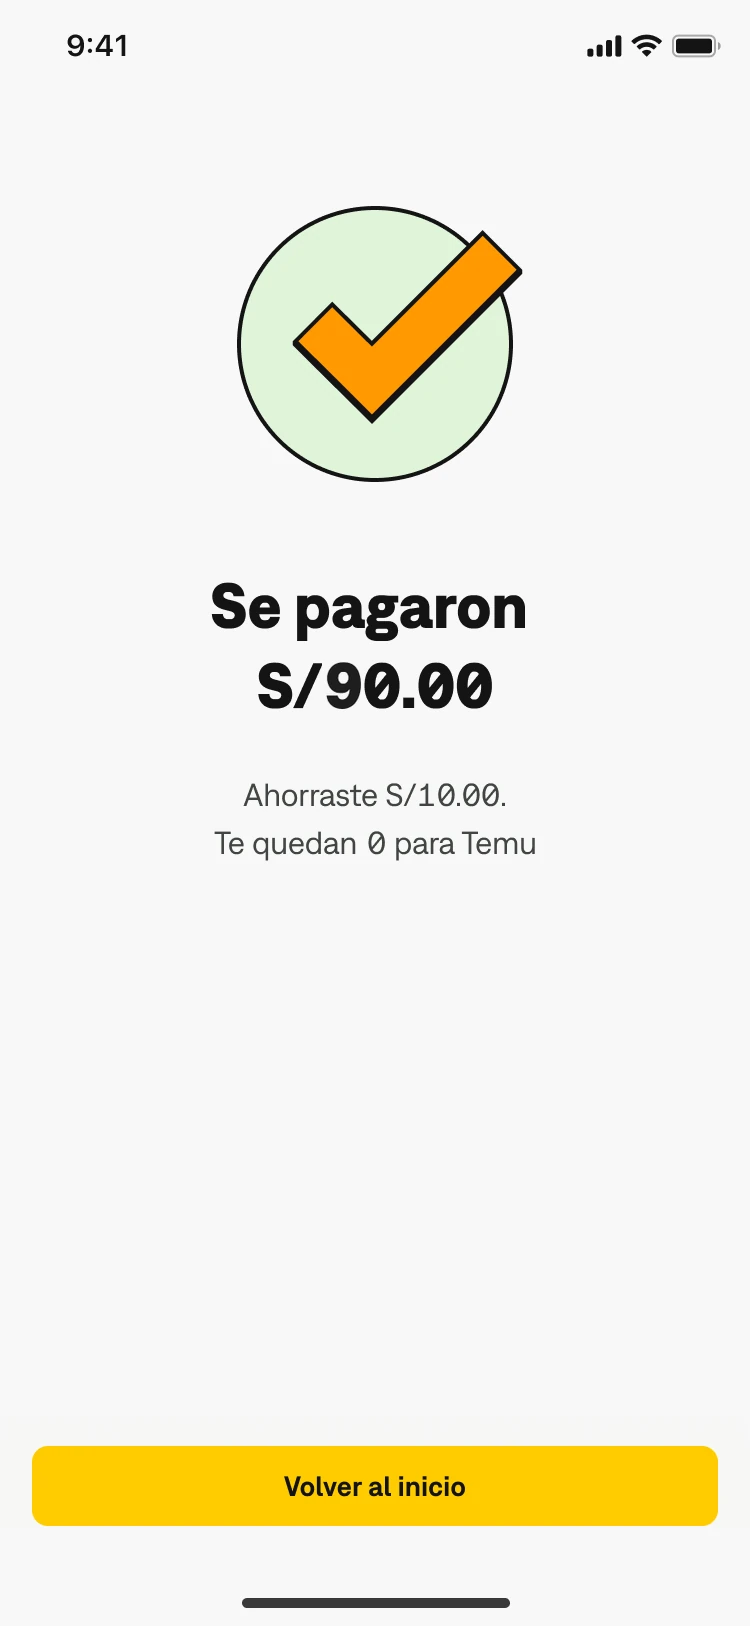 9:41
Se pagaron
S/90.00
Ahorraste S/10.00.
Te quedan 0 para Temu
Volver al inicio